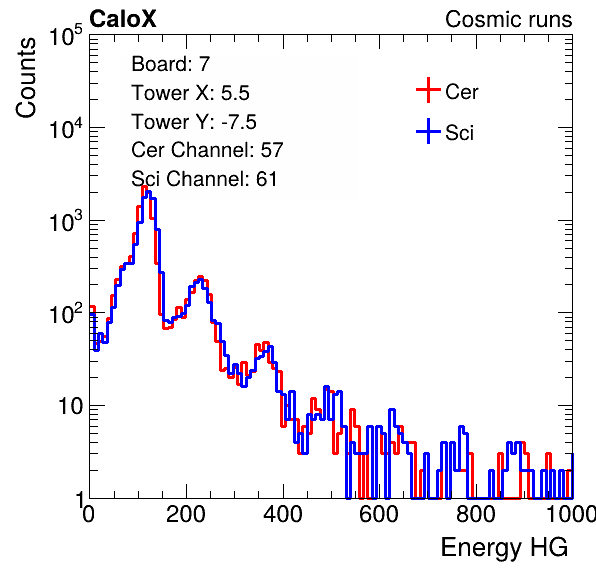 CaloX Cosmic runs
Counts
10^5
10^4
10^3
10^2
10
1
Board: 7
Tower X: 5.5
Tower Y: -7.5
Cer Channel: 57
Sci Channel: 61
Cer
Sci
0 200 400 600 800 1000
Energy HG